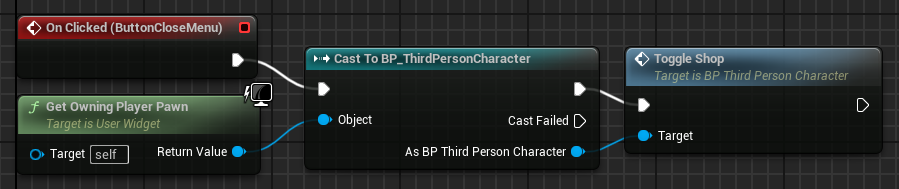 On Clicked (ButtonCloseMenu)
Get Owning Player Pawn
Target is User Widget
Target self Return Value
Cast To BP_ThirdPersonCharacter
Object
Cast Failed
As BP Third Person Character
Toggle Shop
Target is BP Third Person Character
Target